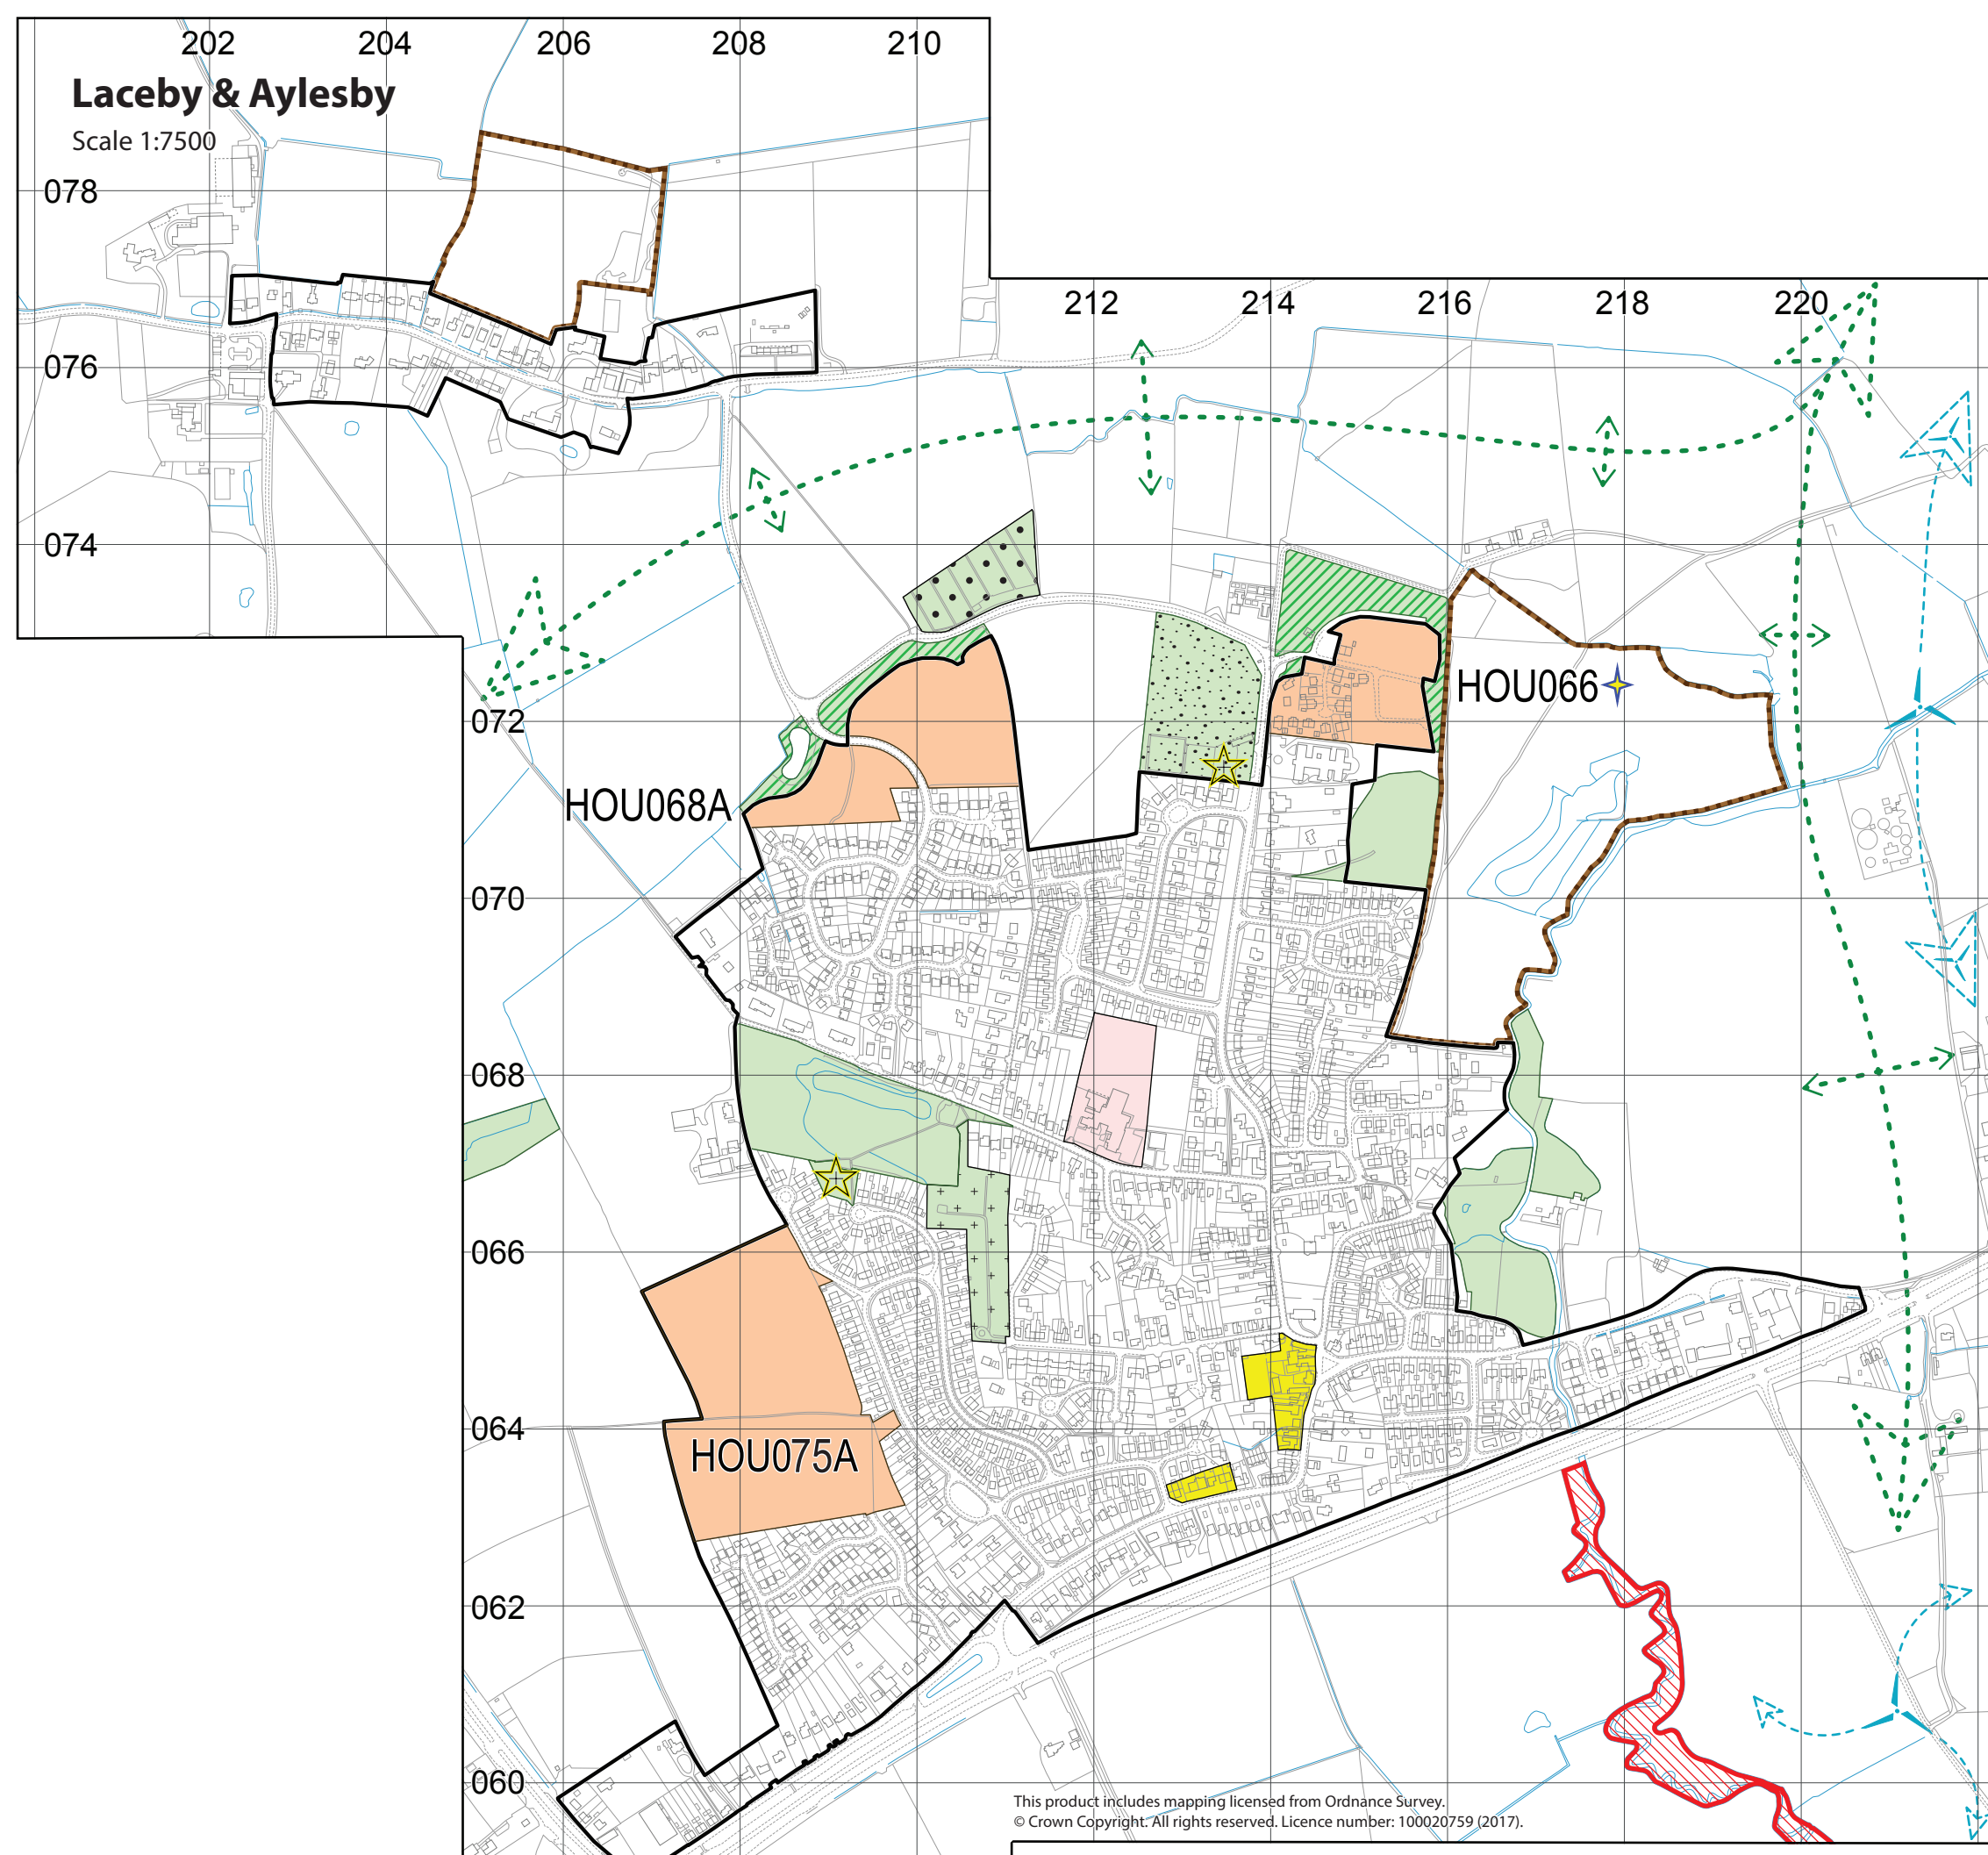 202 204 206 208 210
Laceby & Aylesby
Scale 1:7500
078
212 214 216 218 220
076
074
HOU066
072
HOU068A
070
068
066
064
HOU075A
062
060
This product includes mapping licensed from Ordnance Survey.
© Crown Copyright. All rights reserved. Licence number: 100020759 (2017).